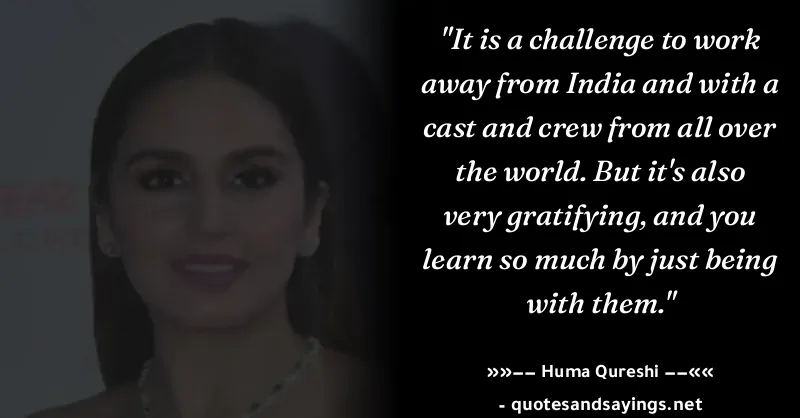 "It is a challenge to work
away from India and with a
cast and crew from all over
the world. But it's also
very gratifying, and you
learn so much by just being
with them."
»»−− Huma Qureshi −−««
- quotesandsayings.net